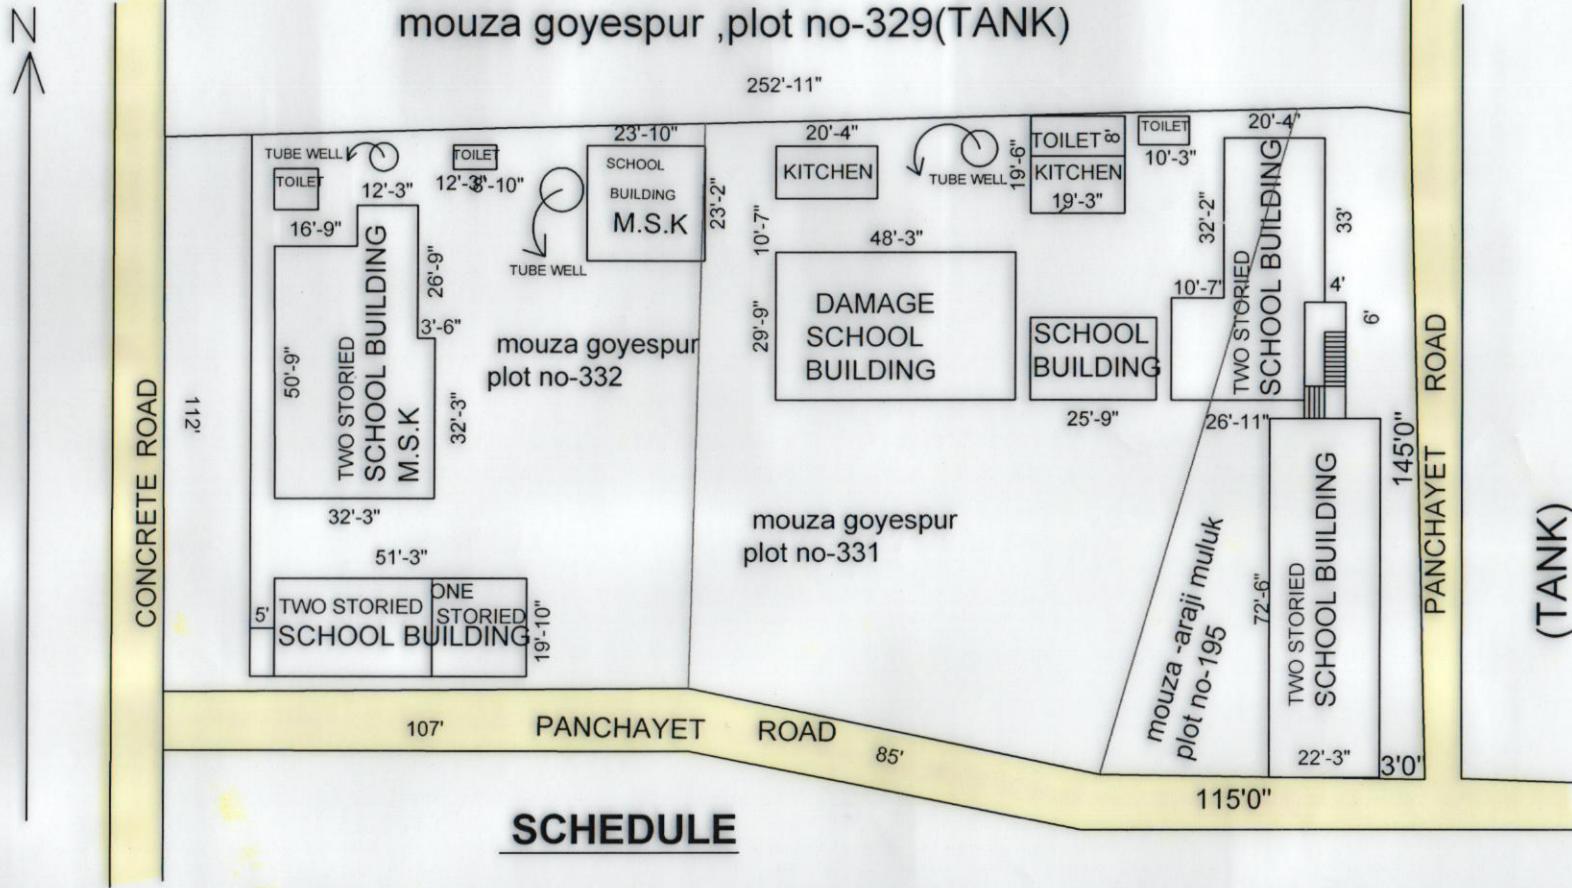 N
mouza goyespur ,plot no-329(TANK)
252'-11"
TUBE WELL
TOILET
12'-3"
16'-9"
TOILET
12'-3"
8'-10"
TUBE WELL
23'-10"
SCHOOL
BUILDING
M.S.K
23'-2"
20'-4"
KITCHEN
10'-7"
TUBE WELL
19'-6"
TOILET
8'
KITCHEN
19'-3"
TOILET
10'-3"
20'-4"
32'-2"
33'
10'-7"
4'
6'
TWO STORIED
SCHOOL BUILDING
26'-11"
26'-9"
3'-6"
50'-9"
TWO STORIED
SCHOOL BUILDING
M.S.K
32'-3"
32'-3"
mouza goyespur
plot no-332
48'-3"
29'-9"
DAMAGE
SCHOOL
BUILDING
SCHOOL
BUILDING
25'-9"
CONCRETE ROAD
112'
mouza goyespur
plot no-331
mouza -araji muluk
plot no-195
72'-6"
TWO STORIED
SCHOOL BUILDING
22'-3"
3'0"
145'0"
PANCHAYET ROAD
(TANK)
51'-3"
5'
TWO STORIED
SCHOOL BUILDING
ONE
STORIED
19'-10"
107'
PANCHAYET ROAD
85'
115'0"
SCHEDULE